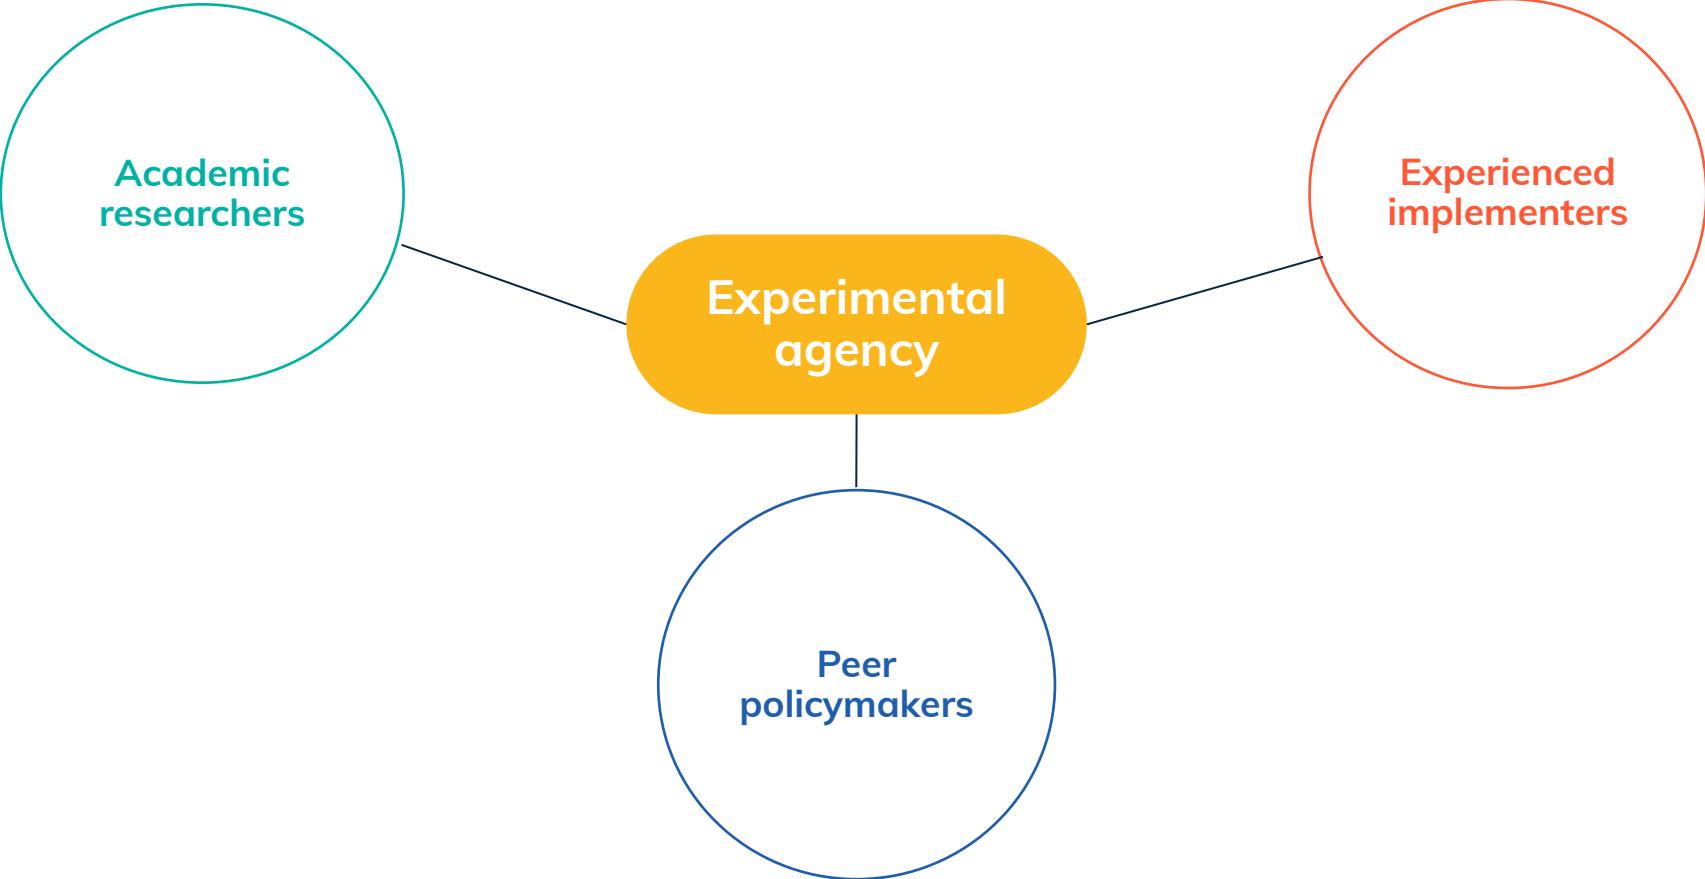 Academic
researchers
Experienced
implementers
Experimental
agency
Peer
policymakers